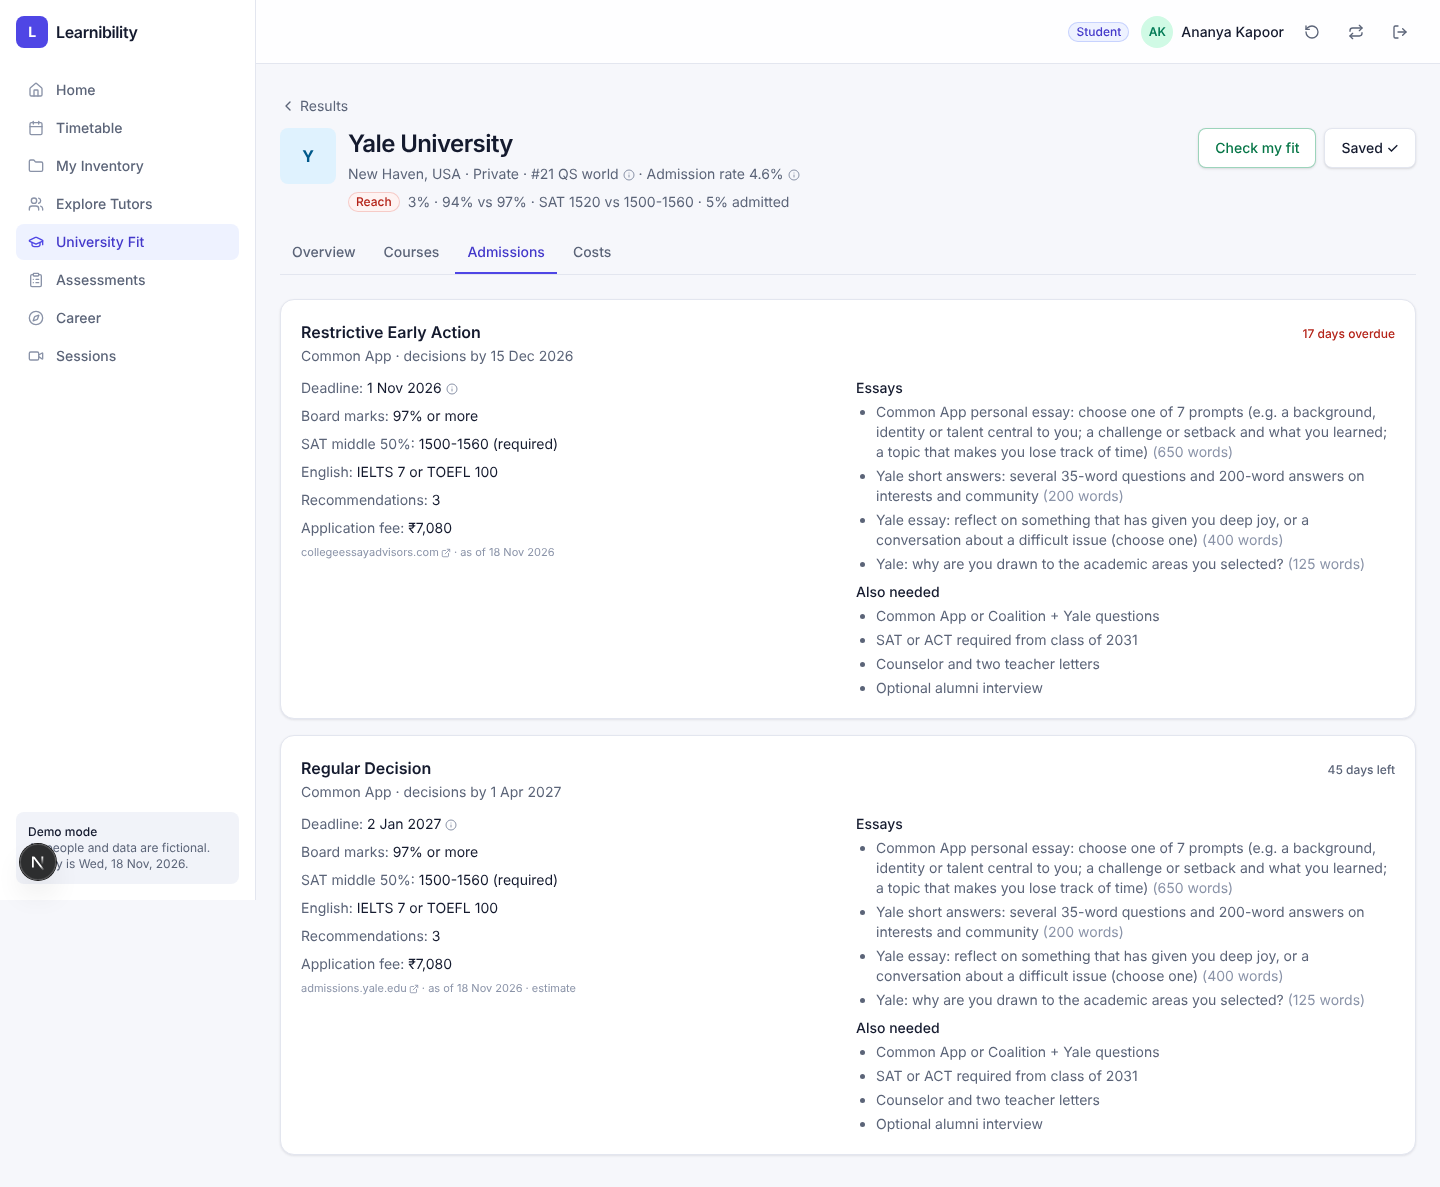 L Learnibility
Home
Timetable
My Inventory
Explore Tutors
University Fit
Assessments
Career
Sessions
Demo mode
people and data are fictional.
is Wed, 18 Nov, 2026.
N
Student AK Ananya Kapoor
Results
Y
Yale University
New Haven, USA · Private · #21 QS world · Admission rate 4.6%
Reach 3% · 94% vs 97% · SAT 1520 vs 1500-1560 · 5% admitted
Check my fit
Saved ✓
Overview Courses Admissions Costs
Restrictive Early Action
17 days overdue
Common App · decisions by 15 Dec 2026
Deadline: 1 Nov 2026
Board marks: 97% or more
SAT middle 50%: 1500-1560 (required)
English: IELTS 7 or TOEFL 100
Recommendations: 3
Application fee: ₹7,080
collegeessayadvisors.com · as of 18 Nov 2026
Essays
• Common App personal essay: choose one of 7 prompts (e.g. a background,
identity or talent central to you; a challenge or setback and what you learned;
a topic that makes you lose track of time) (650 words)
• Yale short answers: several 35-word questions and 200-word answers on
interests and community (200 words)
• Yale essay: reflect on something that has given you deep joy, or a
conversation about a difficult issue (choose one) (400 words)
• Yale: why are you drawn to the academic areas you selected? (125 words)
Also needed
• Common App or Coalition + Yale questions
• SAT or ACT required from class of 2031
• Counselor and two teacher letters
• Optional alumni interview
Regular Decision
45 days left
Common App · decisions by 1 Apr 2027
Deadline: 2 Jan 2027
Board marks: 97% or more
SAT middle 50%: 1500-1560 (required)
English: IELTS 7 or TOEFL 100
Recommendations: 3
Application fee: ₹7,080
admissions.yale.edu · as of 18 Nov 2026 · estimate
Essays
• Common App personal essay: choose one of 7 prompts (e.g. a background,
identity or talent central to you; a challenge or setback and what you learned;
a topic that makes you lose track of time) (650 words)
• Yale short answers: several 35-word questions and 200-word answers on
interests and community (200 words)
• Yale essay: reflect on something that has given you deep joy, or a
conversation about a difficult issue (choose one) (400 words)
• Yale: why are you drawn to the academic areas you selected? (125 words)
Also needed
• Common App or Coalition + Yale questions
• SAT or ACT required from class of 2031
• Counselor and two teacher letters
• Optional alumni interview